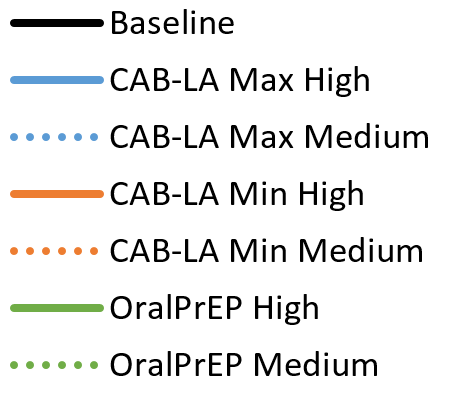 Baseline
CAB-LA Max High
CAB-LA Max Medium
CAB-LA Min High
CAB-LA Min Medium
OralPrEP High
OralPrEP Medium